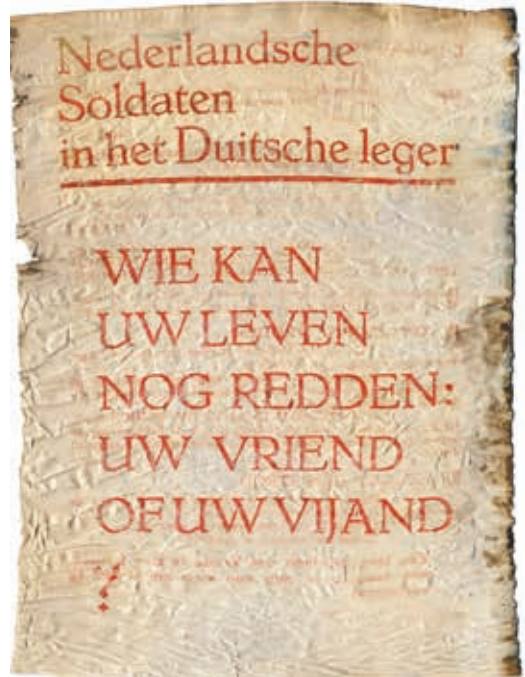 Nederlandsche
Soldaten
in het Duitsche leger
WIE KAN
UW LEVEN
NOG REDDEN:
UW VRIEND
OF UW VIJAND
?